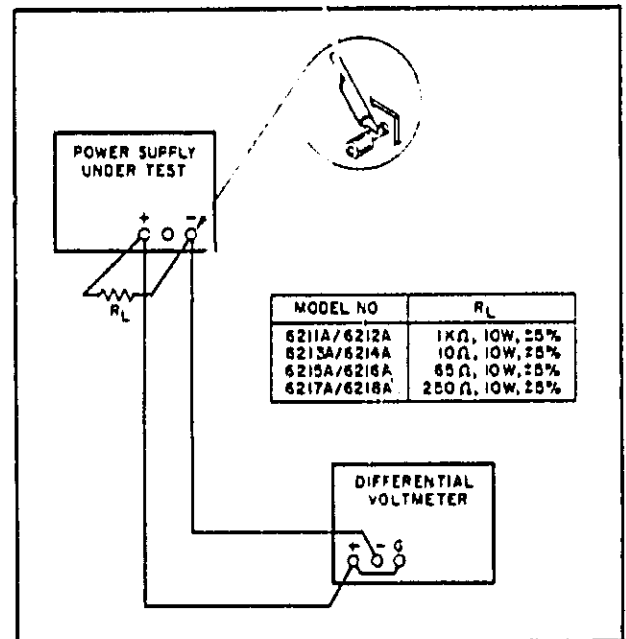 POWER SUPPLY
UNDER TEST
+ -
RL
MODEL NO RL
6211A/6212A 1KΩ, 10W, ±5%
6213A/6214A 10Ω, 10W, ±5%
6215A/6216A 65Ω, 10W, ±5%
6217A/6218A 250Ω, 10W, ±5%
DIFFERENTIAL
VOLTMETER
+ - G